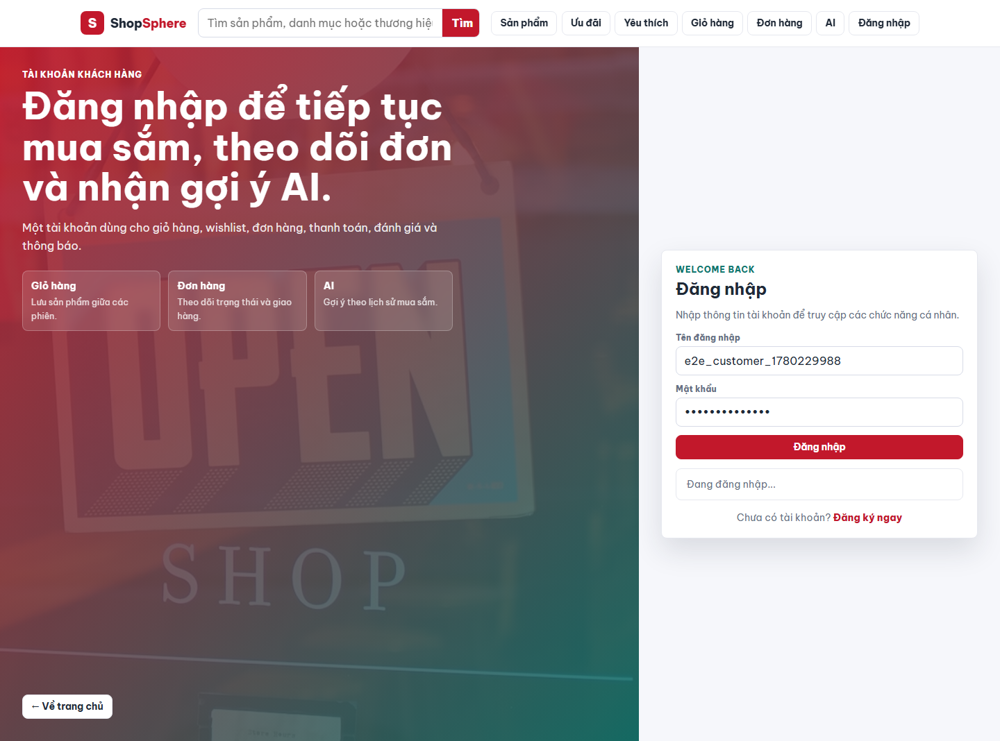 S ShopSphere
Tìm sản phẩm, danh mục hoặc thương hiệ
Tìm
Sản phẩm
Ưu đãi
Yêu thích
Giỏ hàng
Đơn hàng
AI
Đăng nhập
TÀI KHOẢN KHÁCH HÀNG
Đăng nhập để tiếp tục
mua sắm, theo dõi đơn
và nhận gợi ý AI.
Một tài khoản dùng cho giỏ hàng, wishlist, đơn hàng, thanh toán, đánh giá và
thông báo.
Giỏ hàng
Lưu sản phẩm giữa các
phiên.
Đơn hàng
Theo dõi trạng thái và giao
hàng.
AI
Gợi ý theo lịch sử mua sắm.
OPEN
SHOP
← Về trang chủ
WELCOME BACK
Đăng nhập
Nhập thông tin tài khoản để truy cập các chức năng cá nhân.
Tên đăng nhập
e2e_customer_1780229988
Mật khẩu
••••••••••••••
Đăng nhập
Đang đăng nhập...
Chưa có tài khoản? Đăng ký ngay